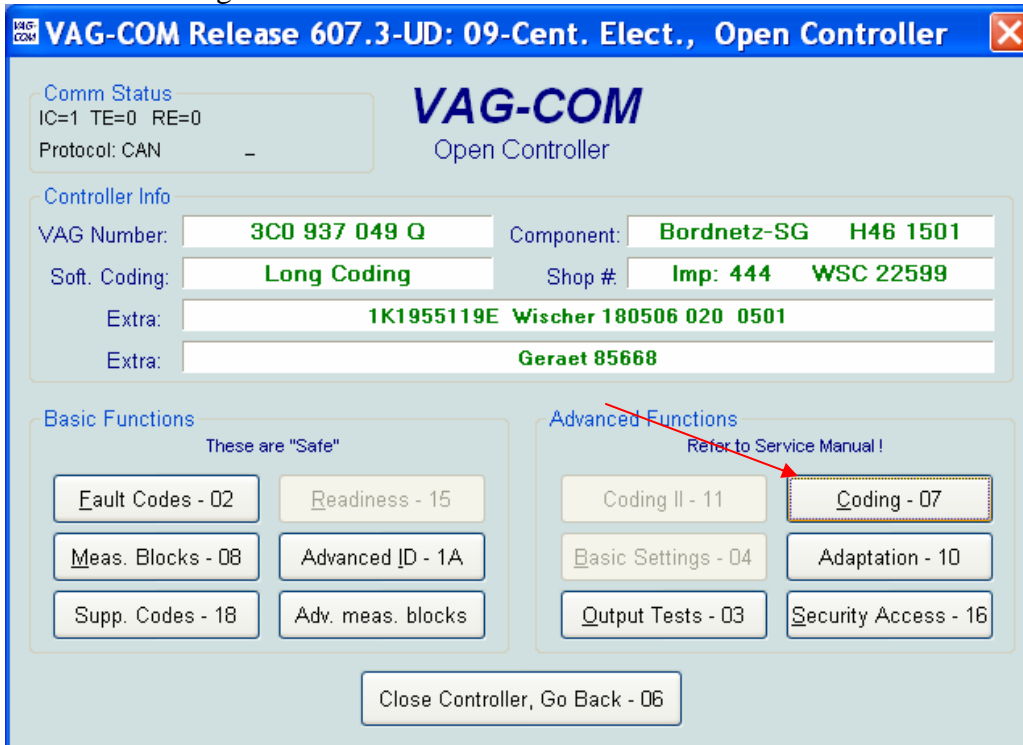 VAG-COM Release 607.3-UD: 09-Cent. Elect., Open Controller
Comm Status
IC=1 TE=0 RE=0
Protocol: CAN –
VAG-COM
Open Controller
Controller Info
VAG Number: 3C0 937 049 Q Component: Bordnetz-SG H46 1501
Soft. Coding: Long Coding Shop #: Imp: 444 WSC 22599
Extra: 1K1955119E Wischer 180506 020 0501
Extra: Geraet 85668
Basic Functions
These are "Safe"
Fault Codes - 02 Readiness - 15
Meas. Blocks - 08 Advanced ID - 1A
Supp. Codes - 18 Adv. meas. blocks
Advanced Functions
Refer to Service Manual !
Coding II - 11 Coding - 07
Basic Settings - 04 Adaptation - 10
Output Tests - 03 Security Access - 16
Close Controller, Go Back - 06